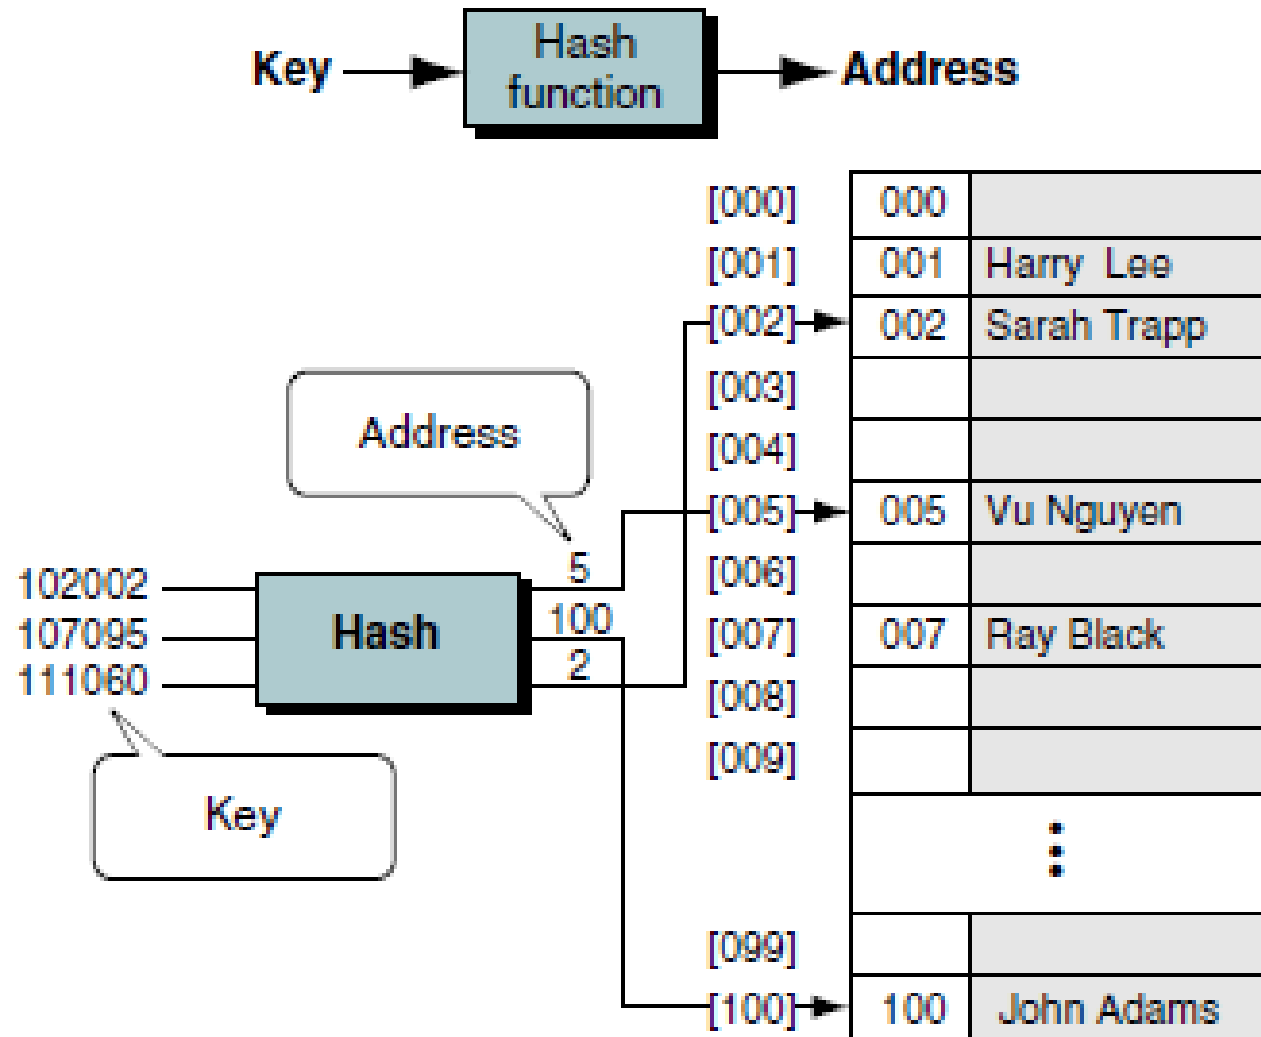 Key
Hash
function
Address
[000] 000
[001] 001 Harry Lee
[002] 002 Sarah Trapp
[003]
Address
[004]
[005] 005 Vu Nguyen
5
[006]
102002
100
107095
Hash
[007] 007 Ray Black
111060
2
[008]
[009]
Key
[099]
[100] 100 John Adams